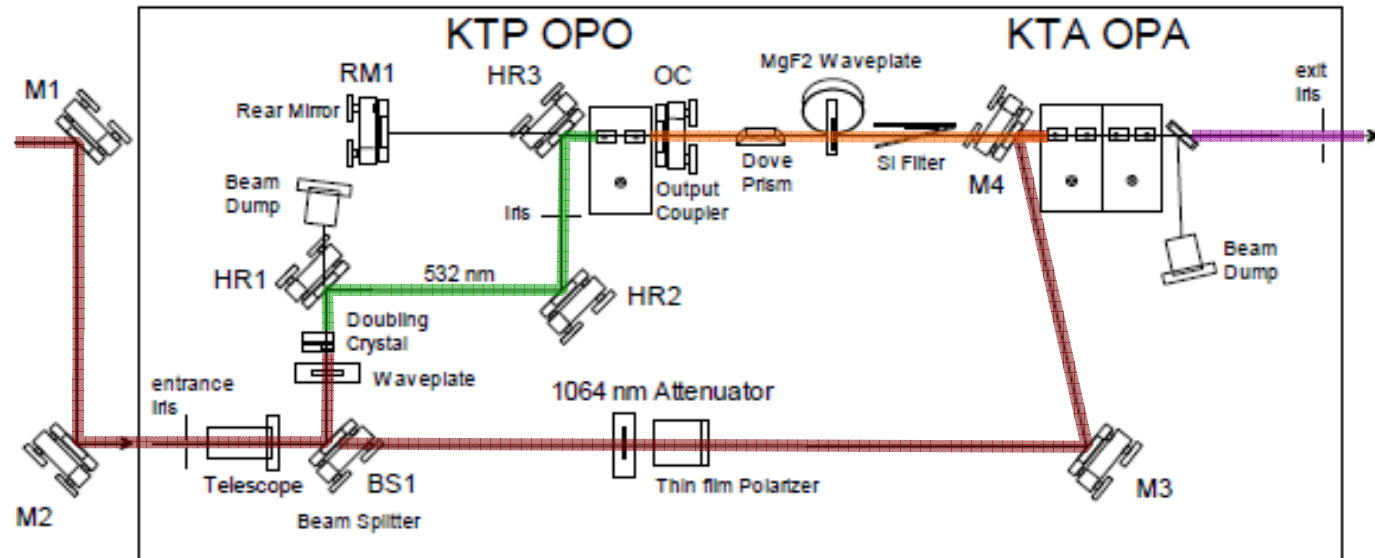 KTP OPO
KTA OPA
M1
RM1
Rear Mirror
HR3
OC
MgF2 Waveplate
exit
Iris
Beam
Dump
Iris
Output
Coupler
Dove
Prism
Si Filter
M4
HR1
532 nm
HR2
Beam
Dump
Doubling
Crystal
Waveplate
entrance
Iris
1064 nm Attenuator
M2
Telescope
BS1
Beam Splitter
Thin film Polarizer
M3